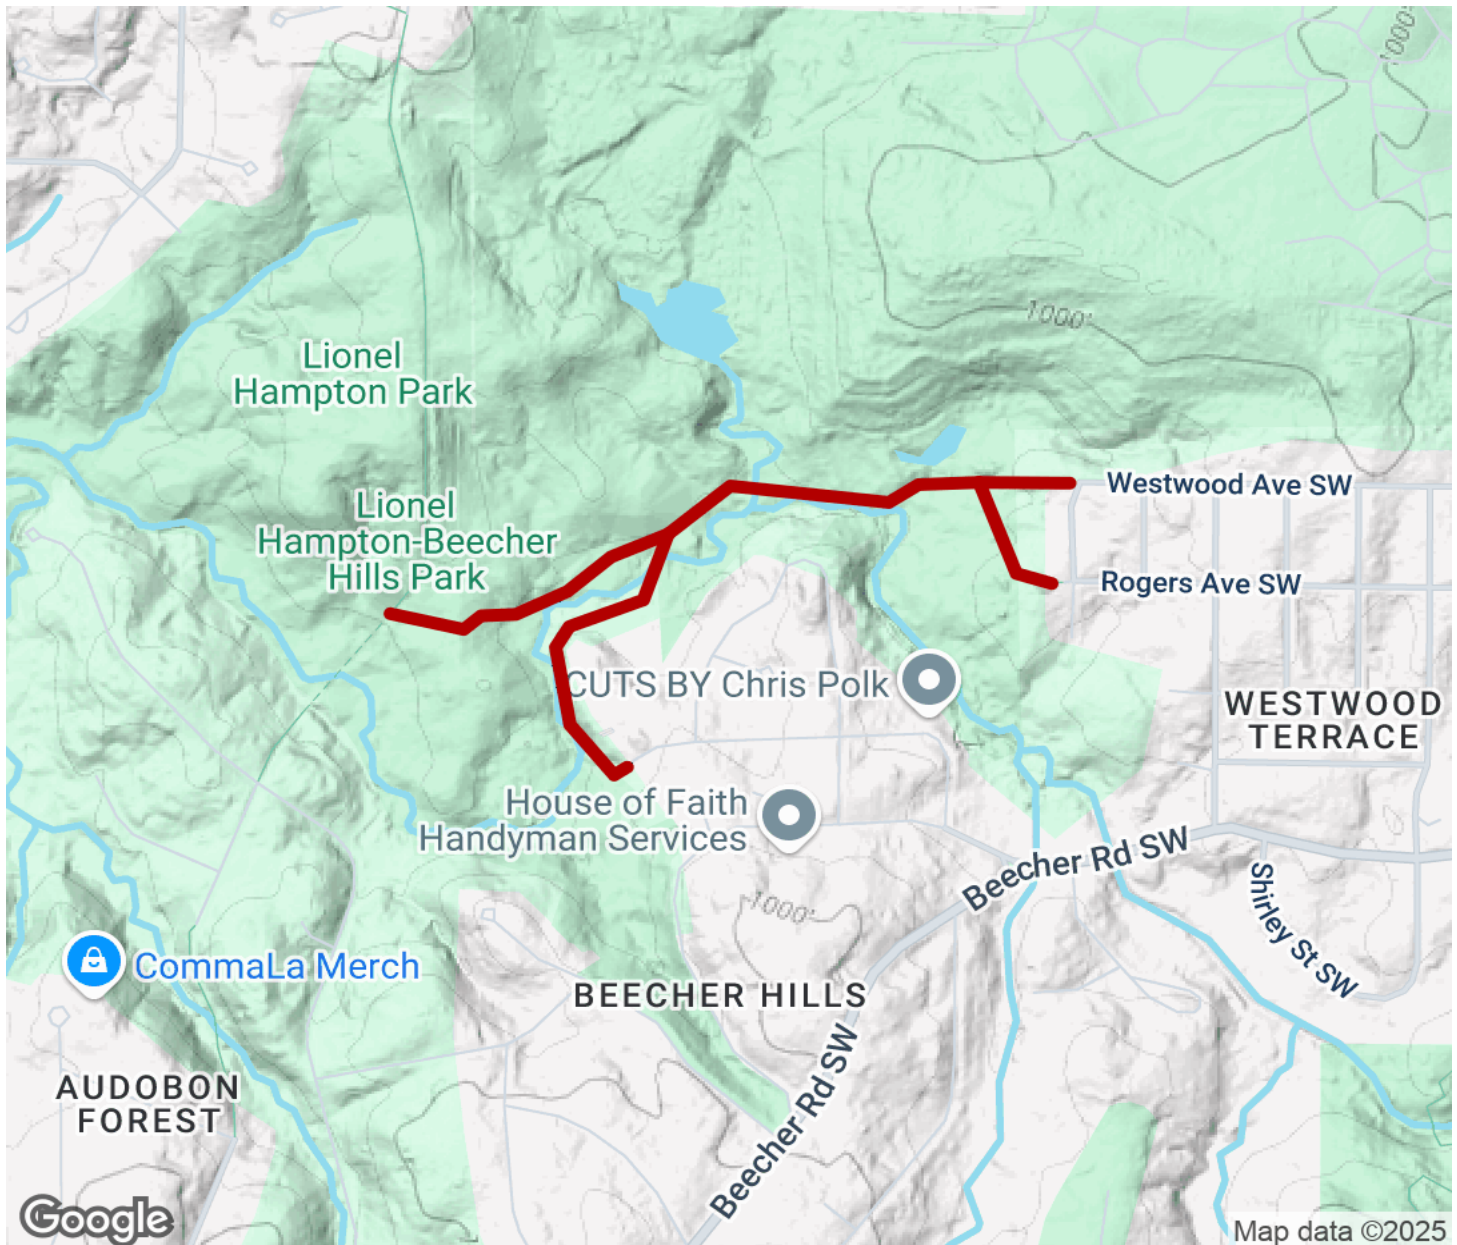 1000'
1000'
Lionel
Hampton Park
Westwood Ave SW
Lionel
Hampton-Beecher
Hills Park
Rogers Ave SW
CUTS BY Chris Polk
WESTWOOD
TERRACE
House of Faith
Handyman Services
Beecher Rd SW
Shirley St SW
1000'
CommaLa Merch
BEECHER HILLS
Beecher Rd SW
AUDOBON
FOREST
Google
Map data ©2025